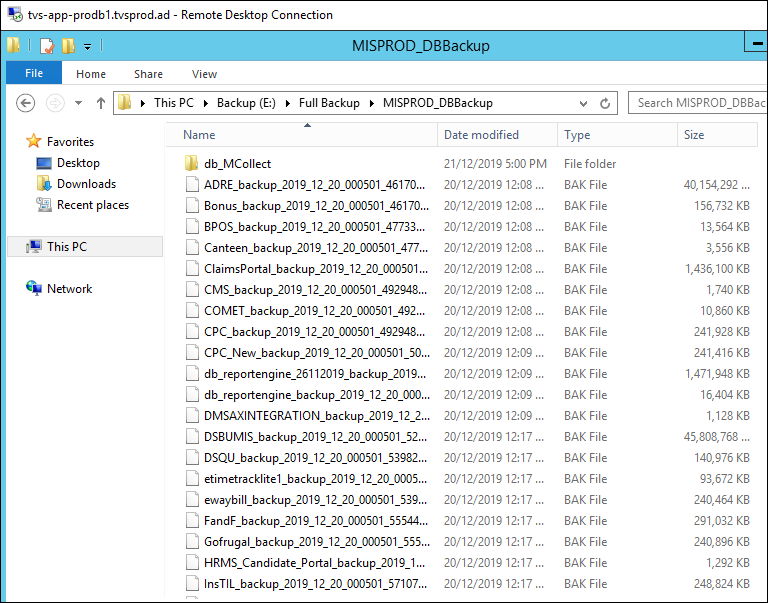 tvs-app-prodb1.tvsprod.ad - Remote Desktop Connection
MISPROD_DBBackup
File Home Share View
This PC Backup (E:) Full Backup MISPROD_DBBackup
Search MISPROD_DBBac
Name Date modified Type Size
Favorites
Desktop
Downloads
Recent places
This PC
Network
db_MCollect 21/12/2019 5:00 PM File folder
ADRE_backup_2019_12_20_000501_46170... 20/12/2019 12:08 ... BAK File 40,154,292 ...
Bonus_backup_2019_12_20_000501_46170... 20/12/2019 12:08 ... BAK File 156,732 KB
BPOS_backup_2019_12_20_000501_47733... 20/12/2019 12:08 ... BAK File 13,564 KB
Canteen_backup_2019_12_20_000501_477... 20/12/2019 12:08 ... BAK File 3,556 KB
ClaimsPortal_backup_2019_12_20_000501... 20/12/2019 12:08 ... BAK File 1,436,100 KB
CMS_backup_2019_12_20_000501_492948... 20/12/2019 12:08 ... BAK File 1,740 KB
COMET_backup_2019_12_20_000501_492... 20/12/2019 12:08 ... BAK File 10,860 KB
CPC_backup_2019_12_20_000501_492948... 20/12/2019 12:08 ... BAK File 241,928 KB
CPC_New_backup_2019_12_20_000501_50... 20/12/2019 12:09 ... BAK File 241,416 KB
db_reportengine_26112019_backup_2019... 20/12/2019 12:09 ... BAK File 1,471,948 KB
db_reportengine_backup_2019_12_20_000... 20/12/2019 12:09 ... BAK File 16,404 KB
DMSAXINTEGRATION_backup_2019_12_2... 20/12/2019 12:09 ... BAK File 1,128 KB
DSBUMIS_backup_2019_12_20_000501_52... 20/12/2019 12:17 ... BAK File 45,808,768 ...
DSQU_backup_2019_12_20_000501_53982... 20/12/2019 12:17 ... BAK File 140,976 KB
etimetracklite1_backup_2019_12_20_0005... 20/12/2019 12:17 ... BAK File 93,672 KB
ewaybill_backup_2019_12_20_000501_539... 20/12/2019 12:17 ... BAK File 240,464 KB
FandF_backup_2019_12_20_000501_55544... 20/12/2019 12:17 ... BAK File 291,032 KB
Gofrugal_backup_2019_12_20_000501_555... 20/12/2019 12:17 ... BAK File 240,896 KB
HRMS_Candidate_Portal_backup_2019_1... 20/12/2019 12:17 ... BAK File 1,292 KB
InsTIL_backup_2019_12_20_000501_57107... 20/12/2019 12:17 ... BAK File 248,824 KB